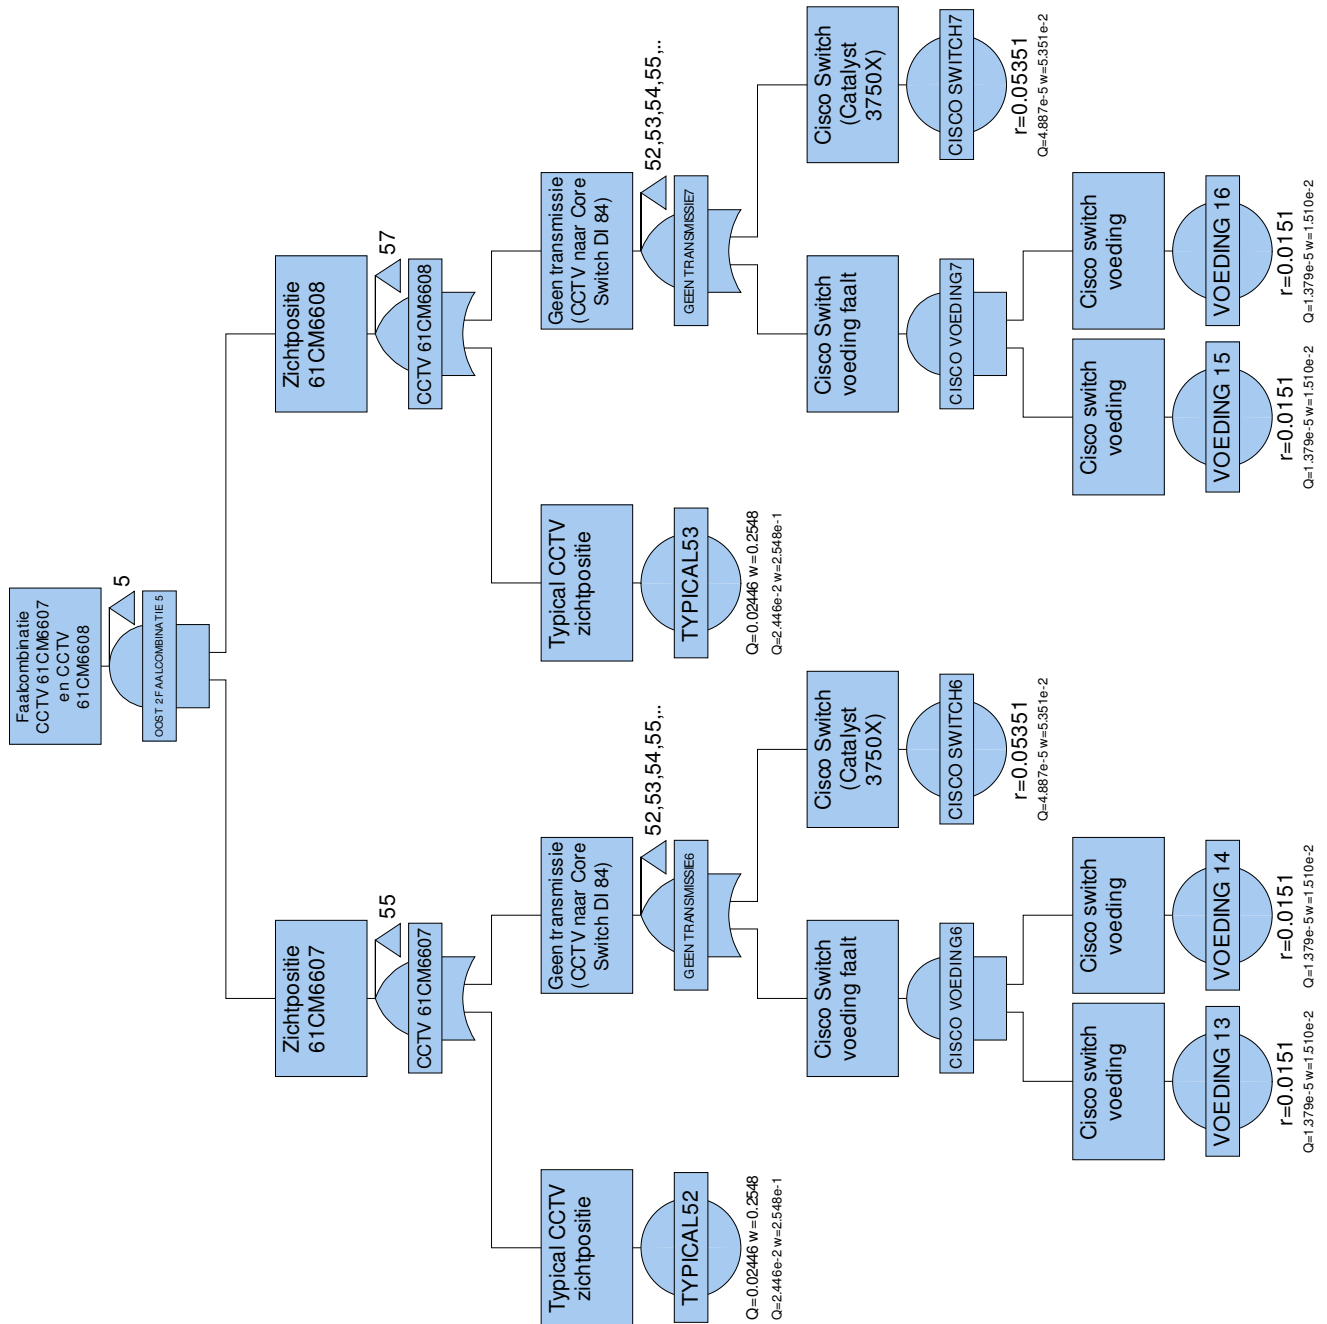 Faalcombinatie
CCTV 61CM6607
en CCTV
61CM6608
5
OOST 2FAALCOMBINATIE 5
Zichtpositie
61CM6607
55
CCTV 61CM6607
Zichtpositie
61CM6608
57
CCTV 61CM6608
Typical CCTV
zichtpositie
TYPICAL52
Q=0.02446 w=0.2548
Q=2.446e-2 w=2.548e-1
Geen transmissie
(CCTV naar Core
Switch DI 84)
52,53,54,55,..
GEEN TRANSMISSIE6
Typical CCTV
zichtpositie
TYPICAL53
Q=0.02446 w=0.2548
Q=2.446e-2 w=2.548e-1
Geen transmissie
(CCTV naar Core
Switch DI 84)
52,53,54,55,..
GEEN TRANSMISSIE7
Cisco Switch
voeding faalt
CISCO VOEDING6
Cisco Switch
(Catalyst
3750X)
CISCO SWITCH6
r=0.05351
Q=4.887e-5 w=5.351e-2
Cisco Switch
voeding faalt
CISCO VOEDING7
Cisco Switch
(Catalyst
3750X)
CISCO SWITCH7
r=0.05351
Q=4.887e-5 w=5.351e-2
Cisco switch
voeding
VOEDING 13
r=0.0151
Q=1.379e-5 w=1.510e-2
Cisco switch
voeding
VOEDING 14
r=0.0151
Q=1.379e-5 w=1.510e-2
Cisco switch
voeding
VOEDING 15
r=0.0151
Q=1.379e-5 w=1.510e-2
Cisco switch
voeding
VOEDING 16
r=0.0151
Q=1.379e-5 w=1.510e-2